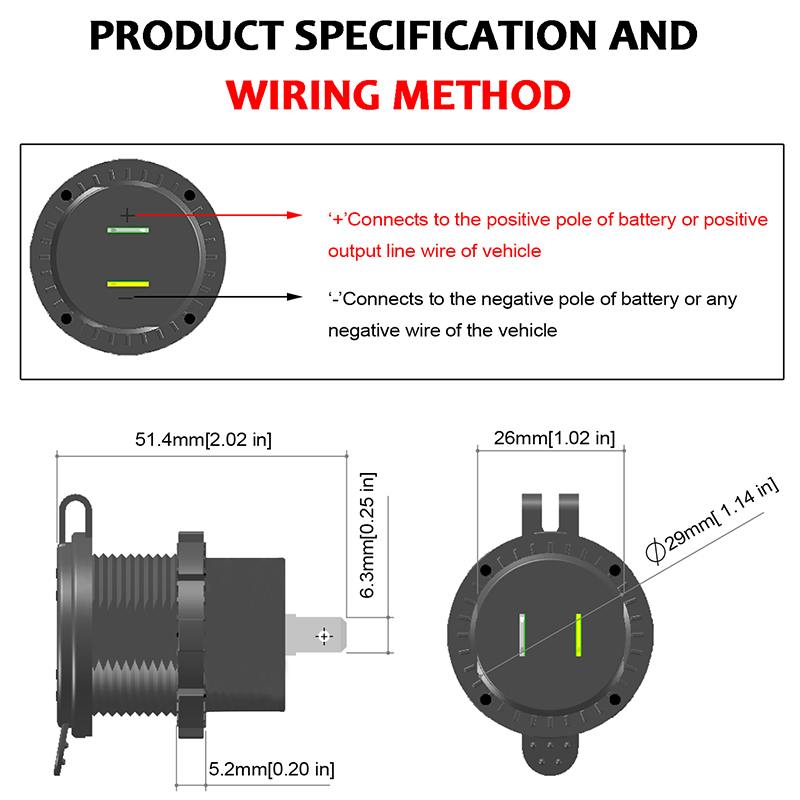 PRODUCT SPECIFICATION AND
WIRING METHOD
+
‘+’Connects to the positive pole of battery or positive
output line wire of vehicle
‘-’Connects to the negative pole of battery or any
negative wire of the vehicle
51.4mm[2.02 in]
26mm[1.02 in]
6.3mm[0.25 in]
Ø29mm[ 1.14 in]
5.2mm[0.20 in]